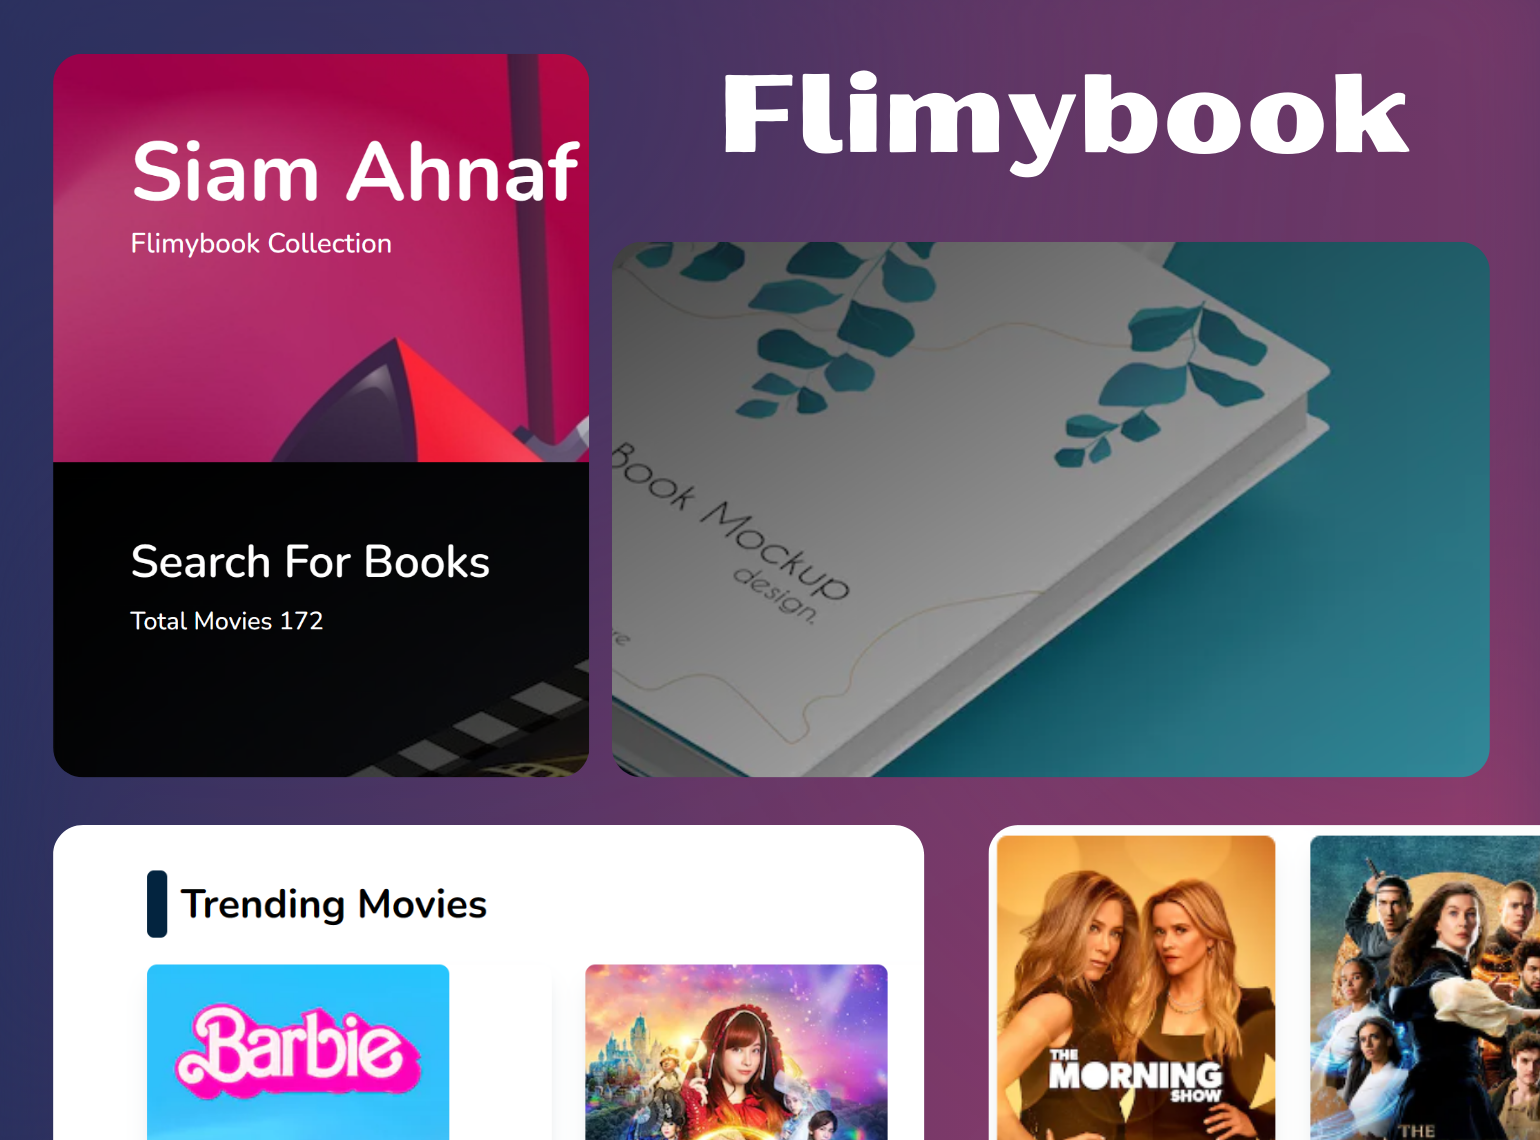 Flimybook
Siam Ahnaf
Flimybook Collection
Search For Books
Total Movies 172
Book Mockup
design.
re
Trending Movies
Barbie
THE
MORNING
SHOW
THE